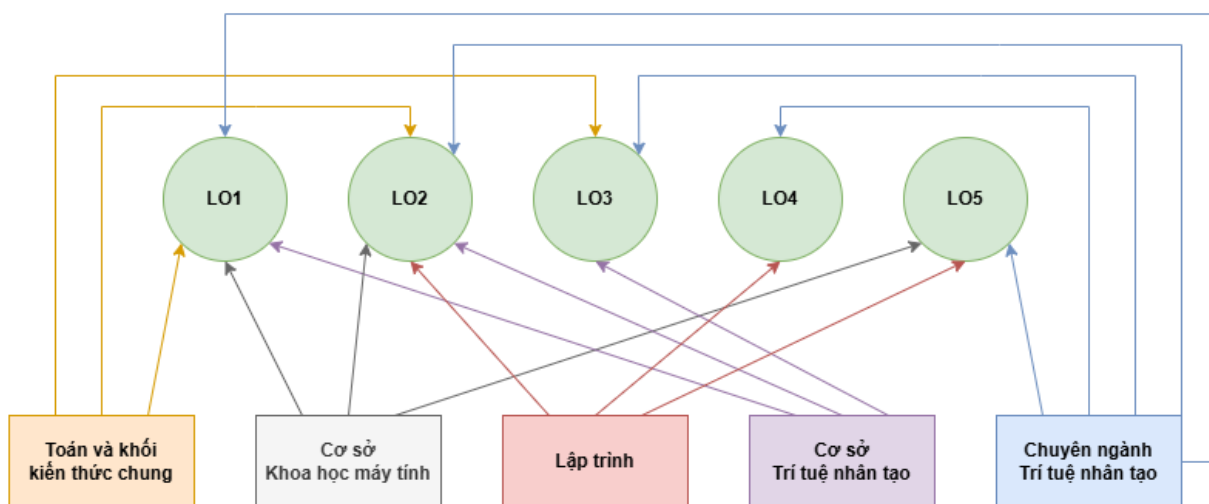 LO1
LO2
LO3
LO4
LO5
Toán và khối
kiến thức chung
Cơ sở
Khoa học máy tính
Lập trình
Cơ sở
Trí tuệ nhân tạo
Chuyên ngành
Trí tuệ nhân tạo